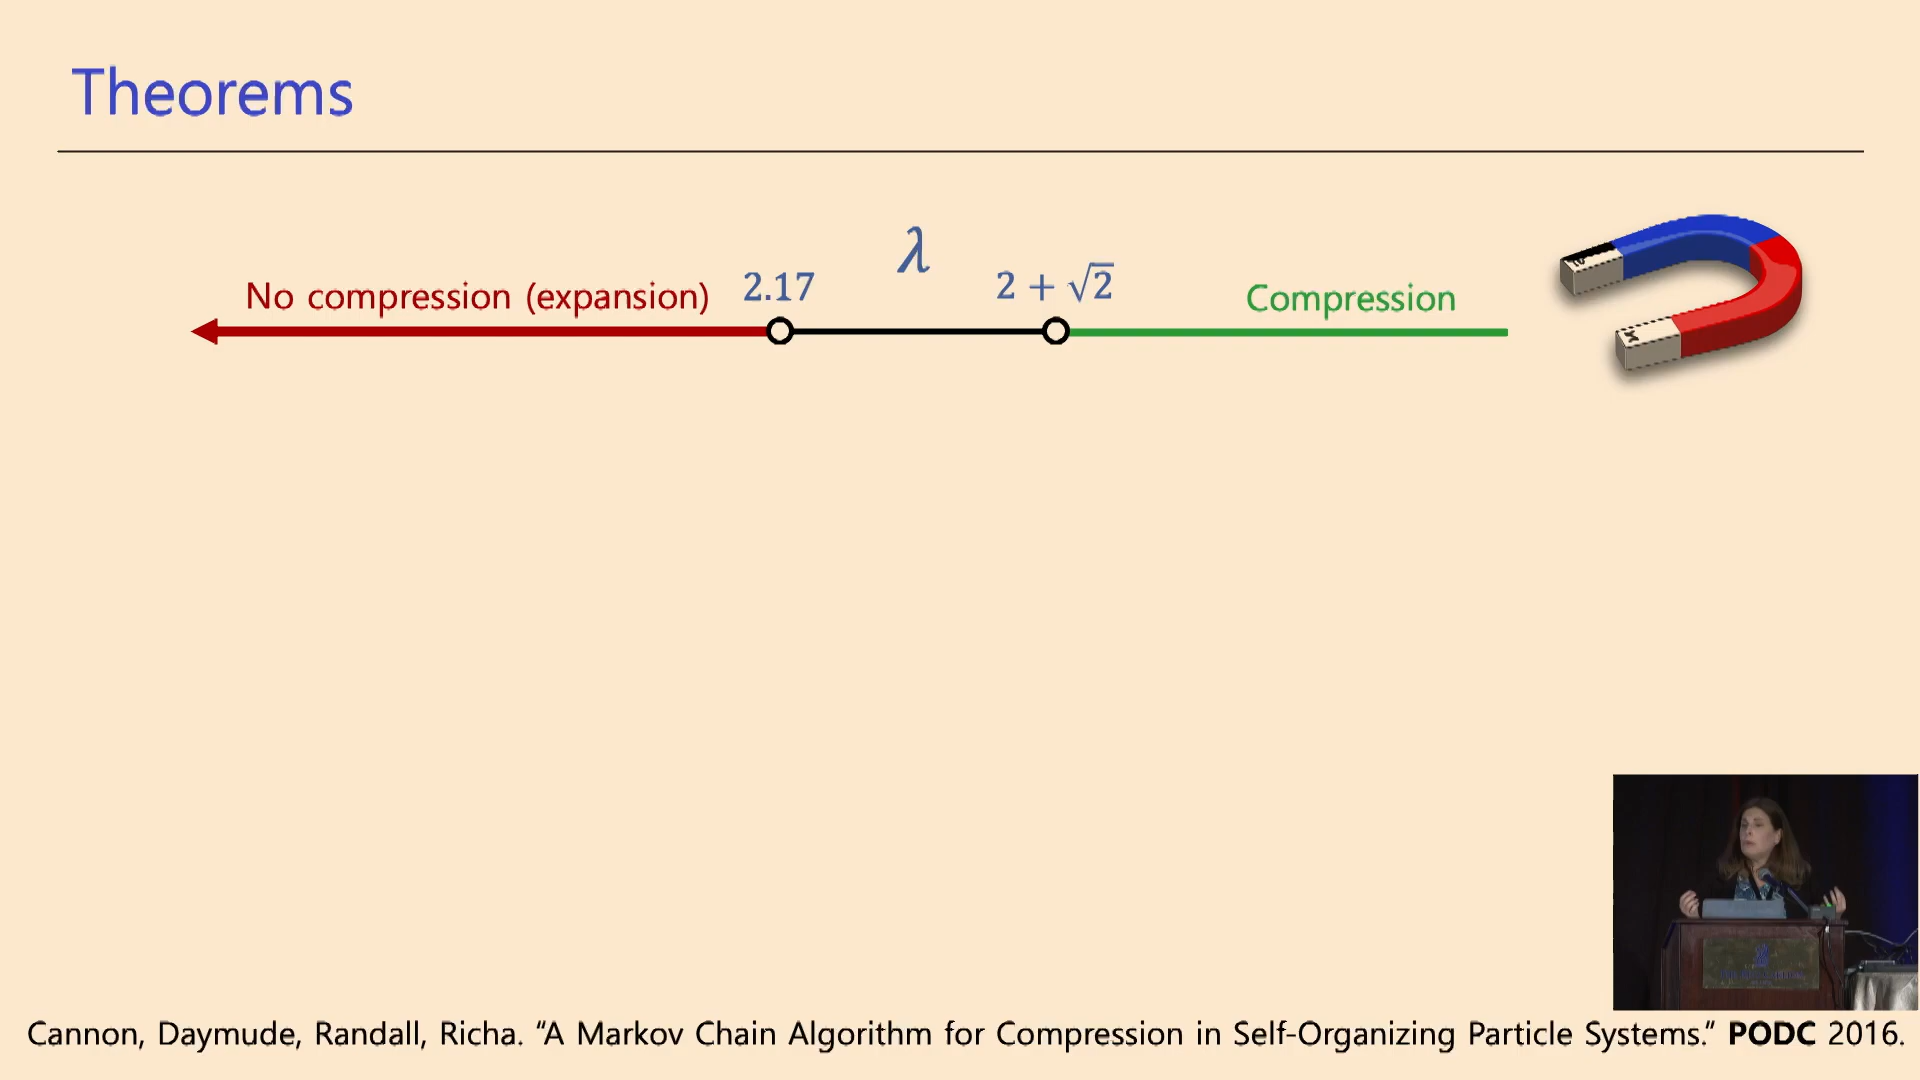 Theorems
λ
No compression (expansion) 2.17 2 + √2 Compression
Cannon, Daymude, Randall, Richa. “A Markov Chain Algorithm for Compression in Self-Organizing Particle Systems.” PODC 2016.